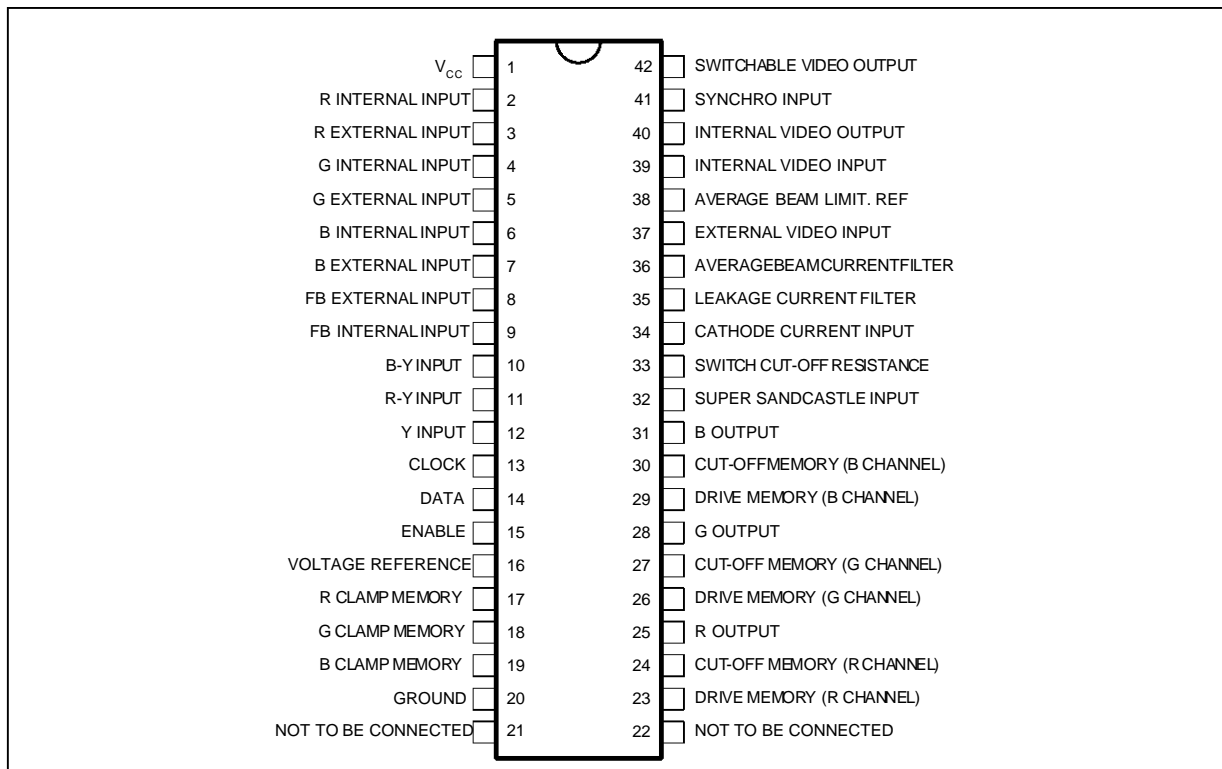 V_CC 1 42 SWITCHABLE VIDEO OUTPUT
R INTERNAL INPUT 2 41 SYNCHRO INPUT
R EXTERNAL INPUT 3 40 INTERNAL VIDEO OUTPUT
G INTERNAL INPUT 4 39 INTERNAL VIDEO INPUT
G EXTERNAL INPUT 5 38 AVERAGE BEAM LIMIT. REF
B INTERNAL INPUT 6 37 EXTERNAL VIDEO INPUT
B EXTERNAL INPUT 7 36 AVERAGE BEAM CURRENT FILTER
FB EXTERNAL INPUT 8 35 LEAKAGE CURRENT FILTER
FB INTERNAL INPUT 9 34 CATHODE CURRENT INPUT
B-Y INPUT 10 33 SWITCH CUT-OFF RESISTANCE
R-Y INPUT 11 32 SUPER SANDCASTLE INPUT
Y INPUT 12 31 B OUTPUT
CLOCK 13 30 CUT-OFF MEMORY (B CHANNEL)
DATA 14 29 DRIVE MEMORY (B CHANNEL)
ENABLE 15 28 G OUTPUT
VOLTAGE REFERENCE 16 27 CUT-OFF MEMORY (G CHANNEL)
R CLAMP MEMORY 17 26 DRIVE MEMORY (G CHANNEL)
G CLAMP MEMORY 18 25 R OUTPUT
B CLAMP MEMORY 19 24 CUT-OFF MEMORY (R CHANNEL)
GROUND 20 23 DRIVE MEMORY (R CHANNEL)
NOT TO BE CONNECTED 21 22 NOT TO BE CONNECTED